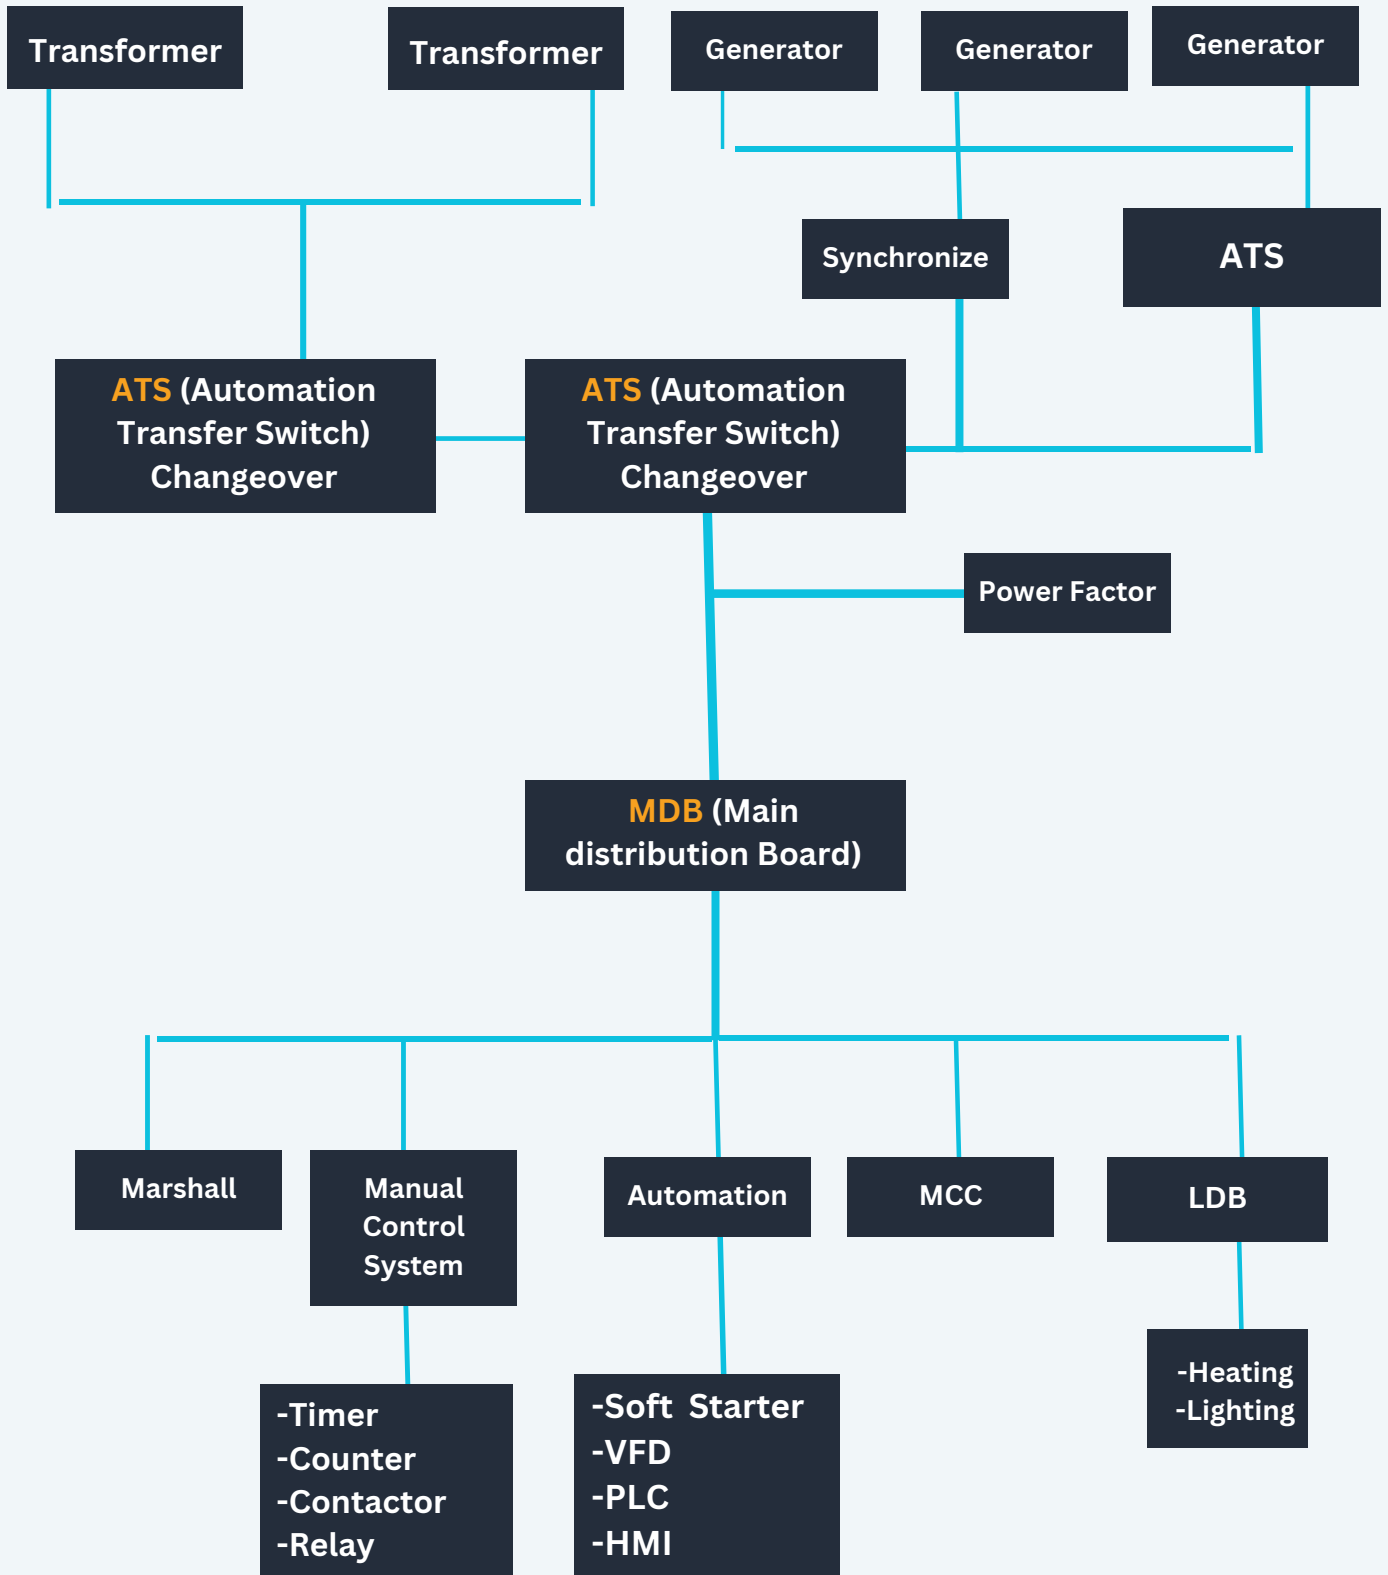 Transformer
Transformer
Generator
Generator
Generator
Synchronize
ATS
ATS (Automation
Transfer Switch)
Changeover
ATS (Automation
Transfer Switch)
Changeover
Power Factor
MDB (Main
distribution Board)
Marshall
Manual
Control
System
Automation
MCC
LDB
-Timer
-Counter
-Contactor
-Relay
-Soft Starter
-VFD
-PLC
-HMI
-Heating
-Lighting